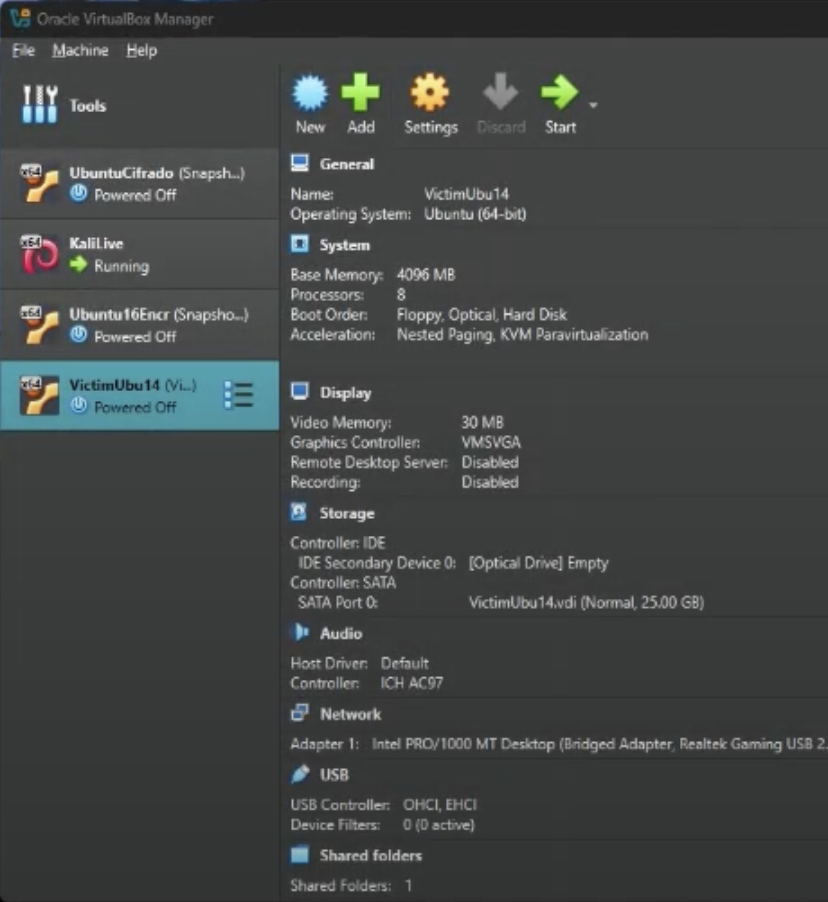 Oracle VirtualBox Manager
File Machine Help
Tools
x64 UbuntuCifrado (Snapsh...)
Powered Off
x64 KaliLive
Running
x64 Ubuntu16Encr (Snapsho...)
Powered Off
x64 VictimUbu14 (Vi...)
Powered Off
New Add Settings Discard Start
General
Name: VictimUbu14
Operating System: Ubuntu (64-bit)
System
Base Memory: 4096 MB
Processors: 8
Boot Order: Floppy, Optical, Hard Disk
Acceleration: Nested Paging, KVM Paravirtualization
Display
Video Memory: 30 MB
Graphics Controller: VMSVGA
Remote Desktop Server: Disabled
Recording: Disabled
Storage
Controller: IDE
IDE Secondary Device 0: [Optical Drive] Empty
Controller: SATA
SATA Port 0: VictimUbu14.vdi (Normal, 25.00 GB)
Audio
Host Driver: Default
Controller: ICH AC97
Network
Adapter 1: Intel PRO/1000 MT Desktop (Bridged Adapter, Realtek Gaming USB 2.
USB
USB Controller: OHCI, EHCI
Device Filters: 0 (0 active)
Shared folders
Shared Folders: 1